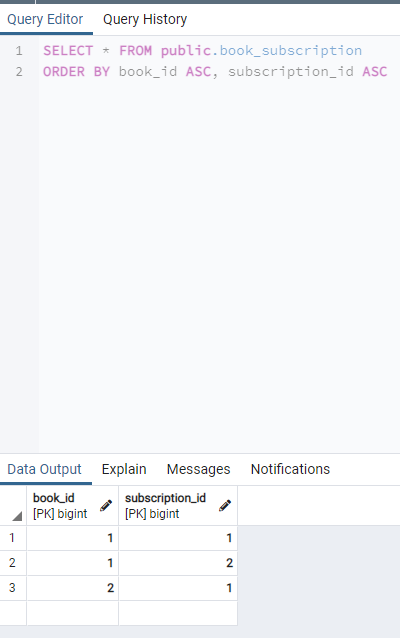 Query Editor Query History
1 SELECT * FROM public.book_subscription
2 ORDER BY book_id ASC, subscription_id ASC
Data Output Explain Messages Notifications
book_id subscription_id
[PK] bigint [PK] bigint
1 1 1
2 1 2
3 2 1